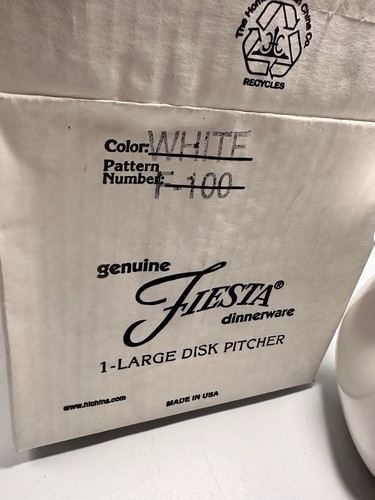 The Homer Laughlin China Co.
RECYCLES
Color: WHITE
Pattern
Number: F-100
genuine
FIESTA®
dinnerware
1-LARGE DISK PITCHER
www.hlchina.com
MADE IN USA